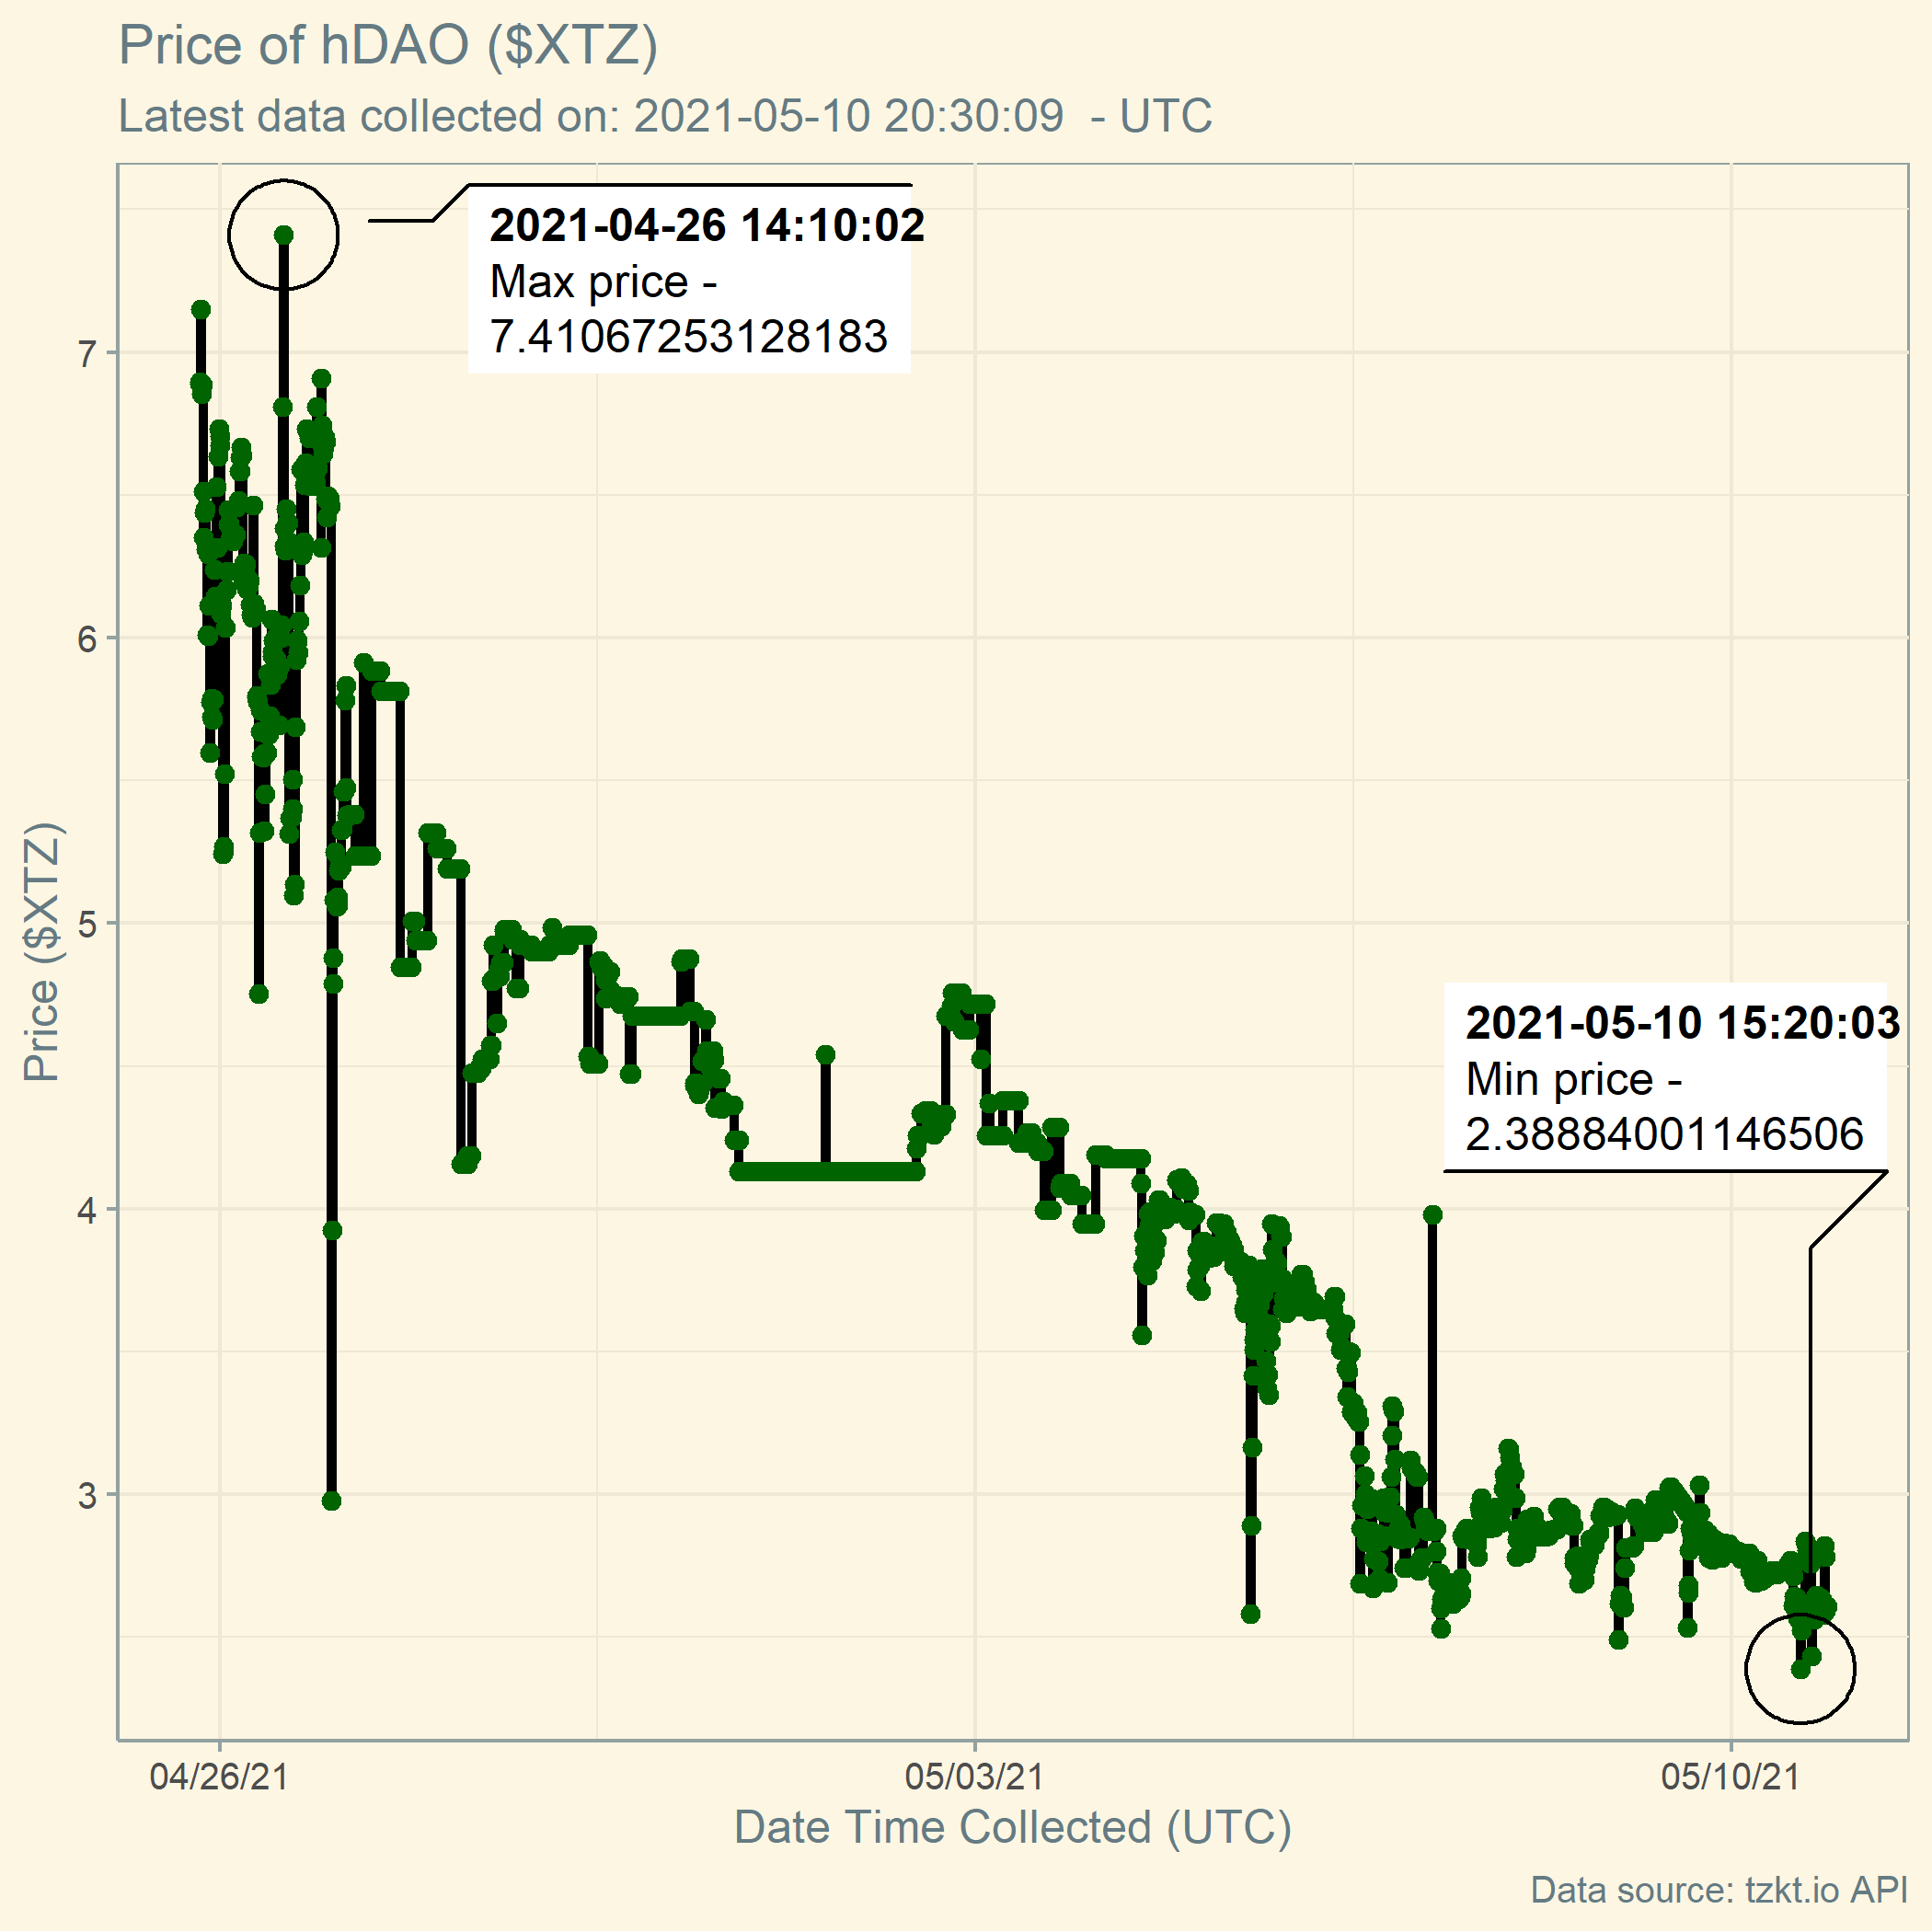 Price of hDAO ($XTZ)
Latest data collected on: 2021-05-10 20:30:09  - UTC
2021-04-26 14:10:02
Max price -
7.41067253128183
7
6
5
4
3
Price ($XTZ)
2021-05-10 15:20:03
Min price -
2.38884001146506
04/26/21
05/03/21
05/10/21
Date Time Collected (UTC)
Data source: tzkt.io API